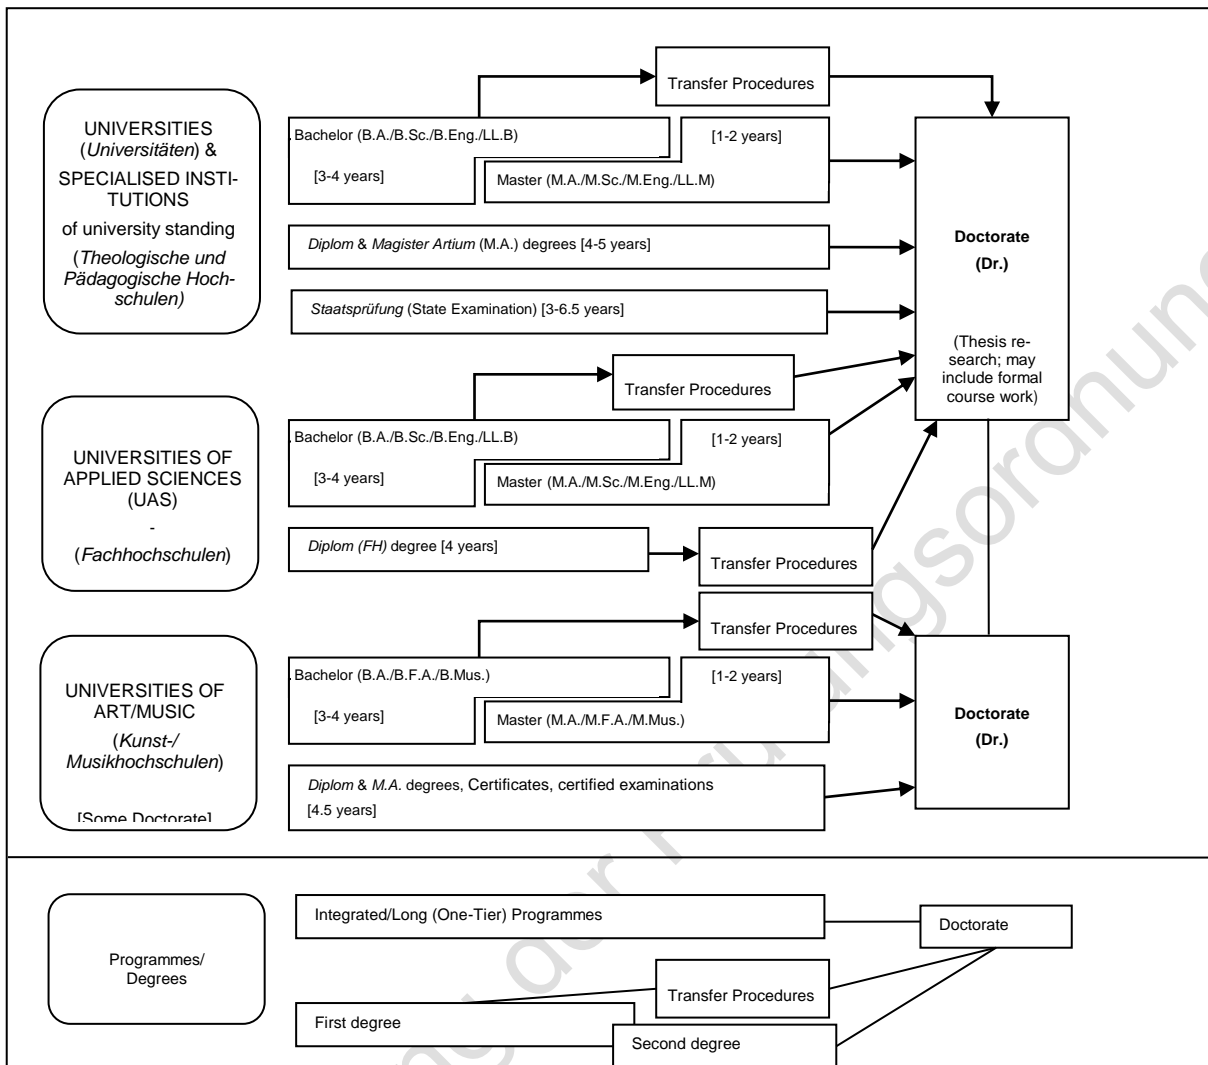 Transfer Procedures
UNIVERSITIES
(Universitäten) &
SPECIALISED INSTI-
TUTIONS
of university standing
(Theologische und
Pädagogische Hoch-
schulen)
. Bachelor (B.A./B.Sc./B.Eng./LL.B)
[3-4 years]
[1-2 years]
Master (M.A./M.Sc./M.Eng./LL.M)
Diplom & Magister Artium (M.A.) degrees [4-5 years]
Staatsprüfung (State Examination) [3-6.5 years]
Doctorate
(Dr.)
(Thesis re-
search; may
include formal
course work)
Transfer Procedures
UNIVERSITIES OF
APPLIED SCIENCES
(UAS)
-
(Fachhochschulen)
. Bachelor (B.A./B.Sc./B.Eng./LL.B)
[3-4 years]
[1-2 years]
Master (M.A./M.Sc./M.Eng./LL.M)
Diplom (FH) degree [4 years]
Transfer Procedures
Transfer Procedures
UNIVERSITIES OF
ART/MUSIC
(Kunst-/
Musikhochschulen)
[Some Doctorate]
. Bachelor (B.A./B.F.A./B.Mus.)
[3-4 years]
[1-2 years]
Master (M.A./M.F.A./M.Mus.)
Diplom & M.A. degrees, Certificates, certified examinations
[4.5 years]
Doctorate
(Dr.)
Programmes/
Degrees
Integrated/Long (One-Tier) Programmes
Doctorate
Transfer Procedures
First degree
Second degree